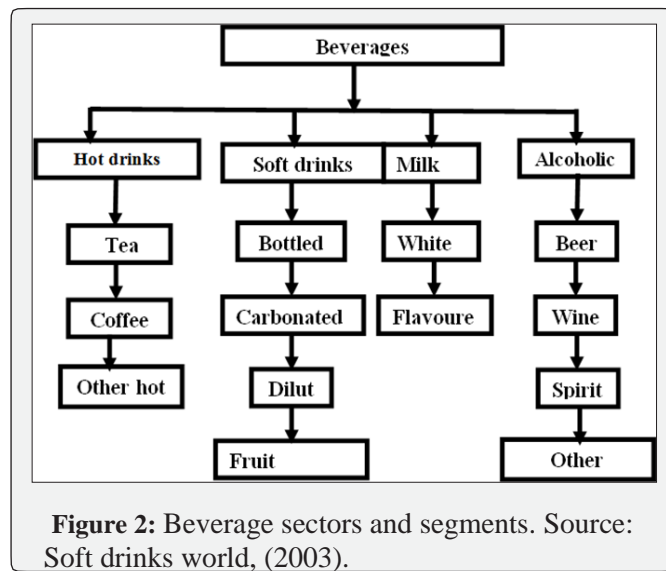 Beverages
Hot drinks
Soft drinks
Milk
Alcoholic
Tea
Bottled
White
Beer
Coffee
Carbonated
Flavoure
Wine
Other hot
Dilut
Spirit
Fruit
Other
Figure 2: Beverage sectors and segments. Source:
Soft drinks world, (2003).